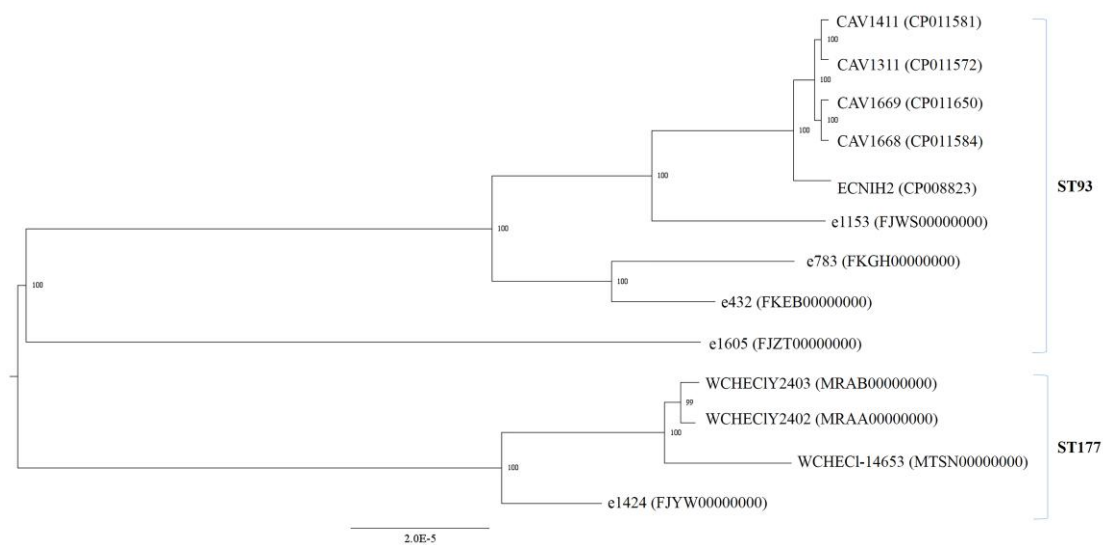 CAV1411 (CP011581)
100
CAV1311 (CP011572)
100
CAV1669 (CP011650)
100
100
CAV1668 (CP011584)
100
ECNIH2 (CP008823)
ST93
e1153 (FJWS00000000)
100
e783 (FKGH00000000)
100
e432 (FKEB00000000)
100
e1605 (FJZT00000000)
WCHEClY2403 (MRAB00000000)
99
WCHEClY2402 (MRAA00000000)
100
ST177
WCHECl-14653 (MTSN00000000)
100
e1424 (FJYW00000000)
2.0E-5